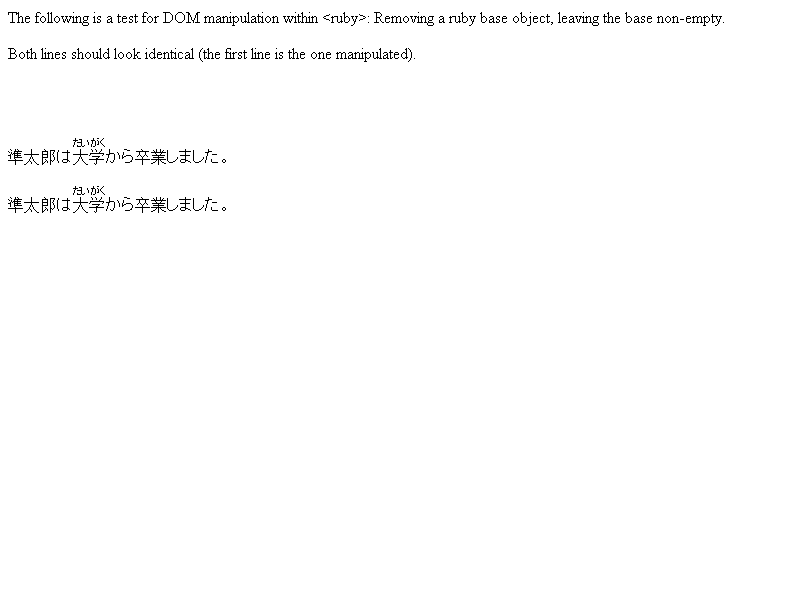 The following is a test for DOM manipulation within <ruby>: Removing a ruby base object, leaving the base non-empty.
Both lines should look identical (the first line is the one manipulated).
たいがく
準太郎は大学から卒業しました。
たいがく
準太郎は大学から卒業しました。